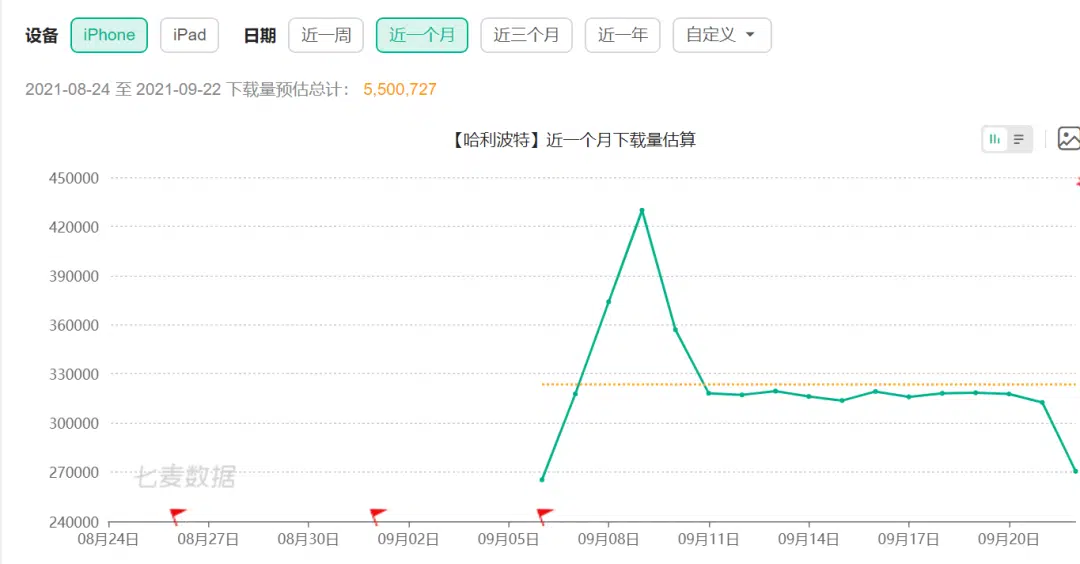 设备 iPhone iPad 日期 近一周 近一个月 近三个月 近一年 自定义
2021-08-24 至 2021-09-22 下载量预估总计： 5,500,727
【哈利波特】近一个月下载量估算
450000
420000
390000
360000
330000
300000
270000
七麦数据
240000
08月24日 08月27日 08月30日 09月02日 09月05日 09月08日 09月11日 09月14日 09月17日 09月20日